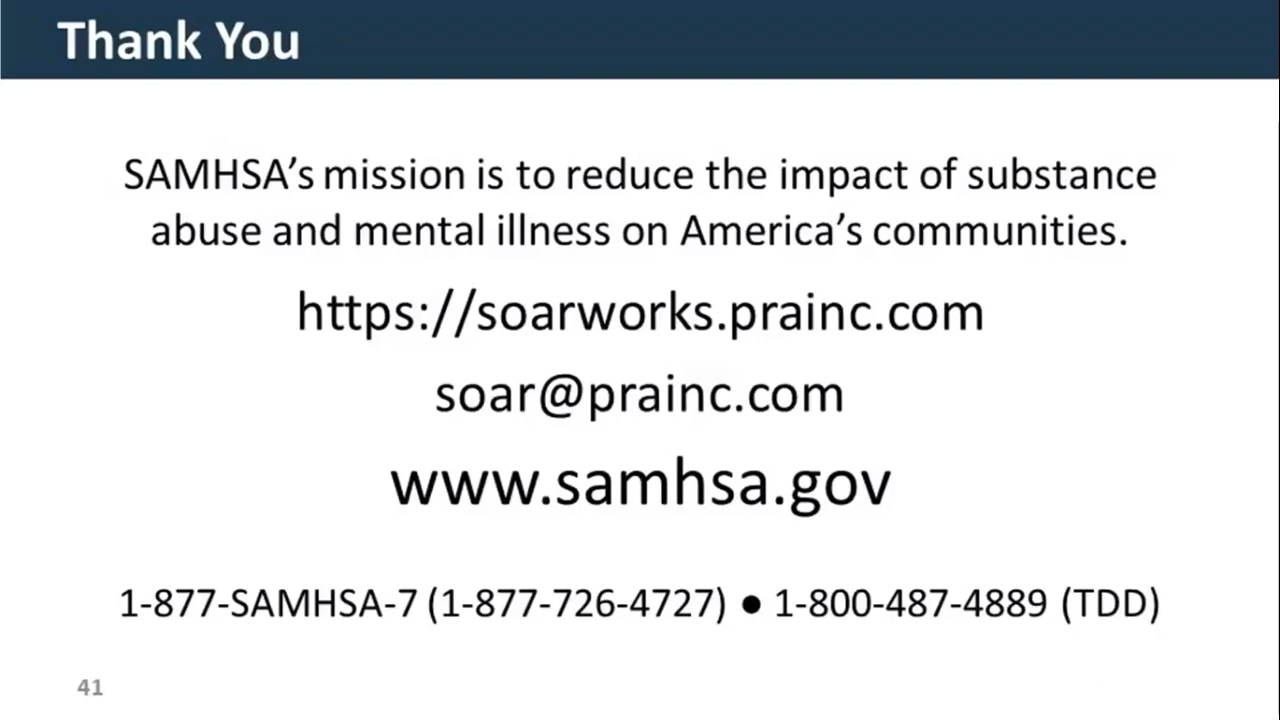 Thank You
SAMHSA’s mission is to reduce the impact of substance
abuse and mental illness on America’s communities.
https://soarworks.prainc.com
soar@prainc.com
www.samhsa.gov
1-877-SAMHSA-7 (1-877-726-4727) ● 1-800-487-4889 (TDD)
41